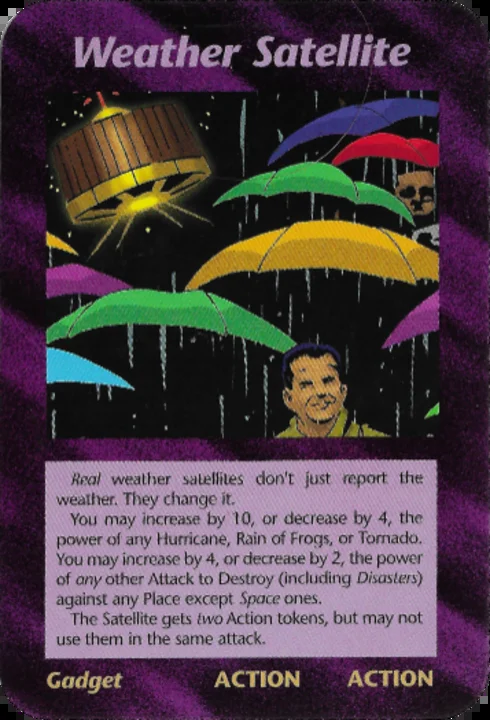 Weather Satellite
Real weather satellites don't just report the
weather. They change it.
You may increase by 10, or decrease by 4, the
power of any Hurricane, Rain of Frogs, or Tornado.
You may increase by 4, or decrease by 2, the power
of any other Attack to Destroy (including Disasters)
against any Place except Space ones.
The Satellite gets two Action tokens, but may not
use them in the same attack.
Gadget ACTION ACTION